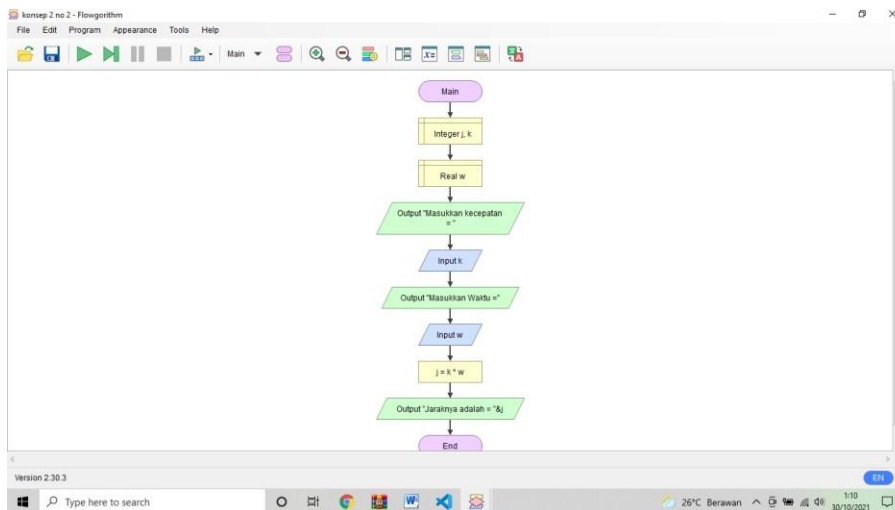 konsep 2 no 2 - Flowgorithm
File Edit Program Appearance Tools Help
Main
Main
Integer j, k
Real w
Output "Masukkan kecepatan
= "
Input k
Output "Masukkan Waktu ="
Input w
j = k * w
Output "Jaraknya adalah = "&j
End
Version 2.30.3
EN
Type here to search
26°C Berawan
1:10
30/10/2021